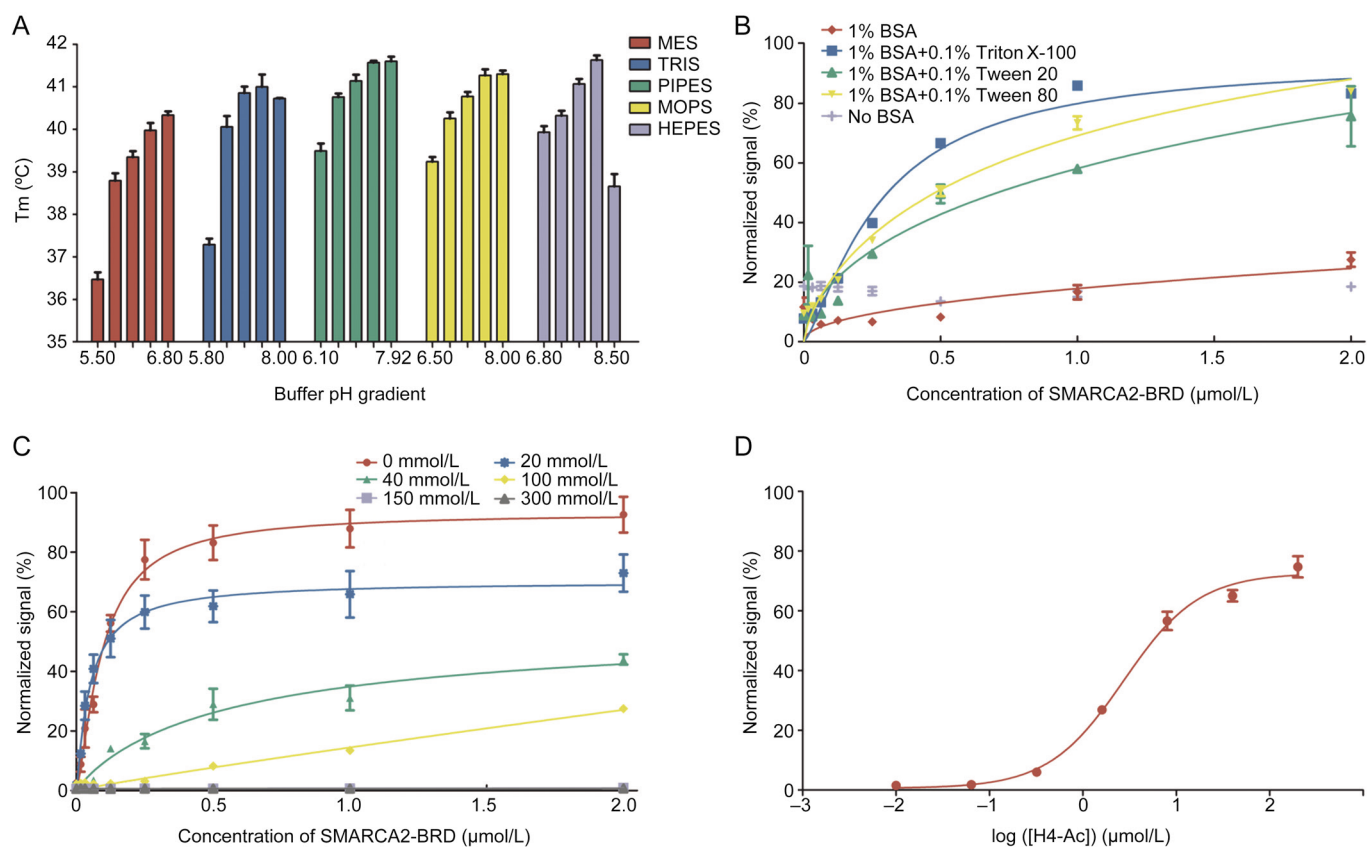 A
Tm (ºC)
42
41
40
39
38
37
36
35
MES
TRIS
PIPES
MOPS
HEPES
5.50 6.80 5.80 8.00 6.10 7.92 6.50 8.00 6.80 8.50
Buffer pH gradient
B
Normalized signal (%)
100
80
60
40
20
0
1% BSA
1% BSA+0.1% Triton X-100
1% BSA+0.1% Tween 20
1% BSA+0.1% Tween 80
No BSA
0 0.5 1.0 1.5 2.0
Concentration of SMARCA2-BRD (µmol/L)
C
Normalized signal (%)
100
80
60
40
20
0
0 mmol/L 20 mmol/L
40 mmol/L 100 mmol/L
150 mmol/L 300 mmol/L
0 0.5 1.0 1.5 2.0
Concentration of SMARCA2-BRD (µmol/L)
D
Normalized signal (%)
100
80
60
40
20
0
–3 –2 –1 0 1 2
log ([H4-Ac]) (µmol/L)